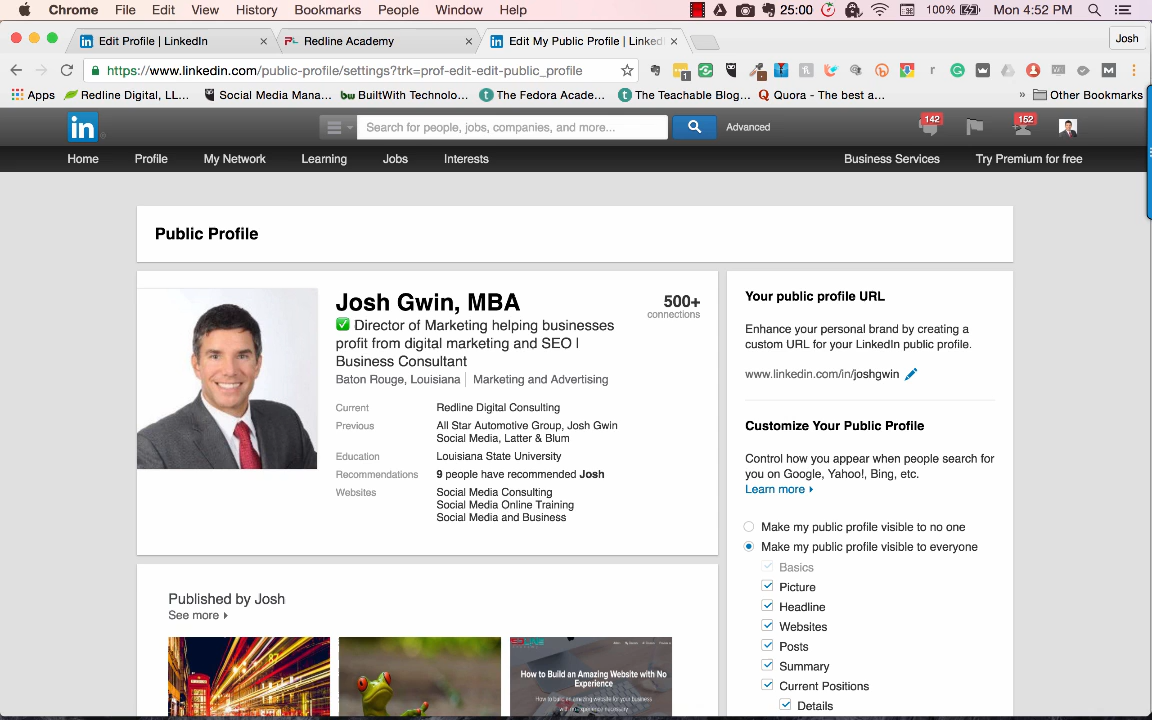 Chrome File Edit View History Bookmarks People Window Help
25:00 100% Mon 4:52 PM
Edit Profile | LinkedIn
Redline Academy
Edit My Public Profile | Linked
Josh
https://www.linkedin.com/public-profile/settings?trk=prof-edit-edit-public_profile
Apps
Redline Digital, LL...
Social Media Mana...
BuiltWith Technolo...
The Fedora Acade...
The Teachable Blog...
Quora - The best a...
» Other Bookmarks
in
Search for people, jobs, companies, and more...
Advanced
142
152
Home Profile My Network Learning Jobs Interests
Business Services Try Premium for free
Public Profile
Josh Gwin, MBA
500+
connections
✅ Director of Marketing helping businesses
profit from digital marketing and SEO |
Business Consultant
Baton Rouge, Louisiana | Marketing and Advertising
Current Redline Digital Consulting
Previous All Star Automotive Group, Josh Gwin
Social Media, Latter & Blum
Education Louisiana State University
Recommendations 9 people have recommended Josh
Websites Social Media Consulting
Social Media Online Training
Social Media and Business
Published by Josh
See more
How to Build an Amazing Website with No
Experience
Your public profile URL
Enhance your personal brand by creating a
custom URL for your LinkedIn public profile.
www.linkedin.com/in/joshgwin
Customize Your Public Profile
Control how you appear when people search for
you on Google, Yahoo!, Bing, etc.
Learn more
Make my public profile visible to no one
Make my public profile visible to everyone
Basics
Picture
Headline
Websites
Posts
Summary
Current Positions
Details